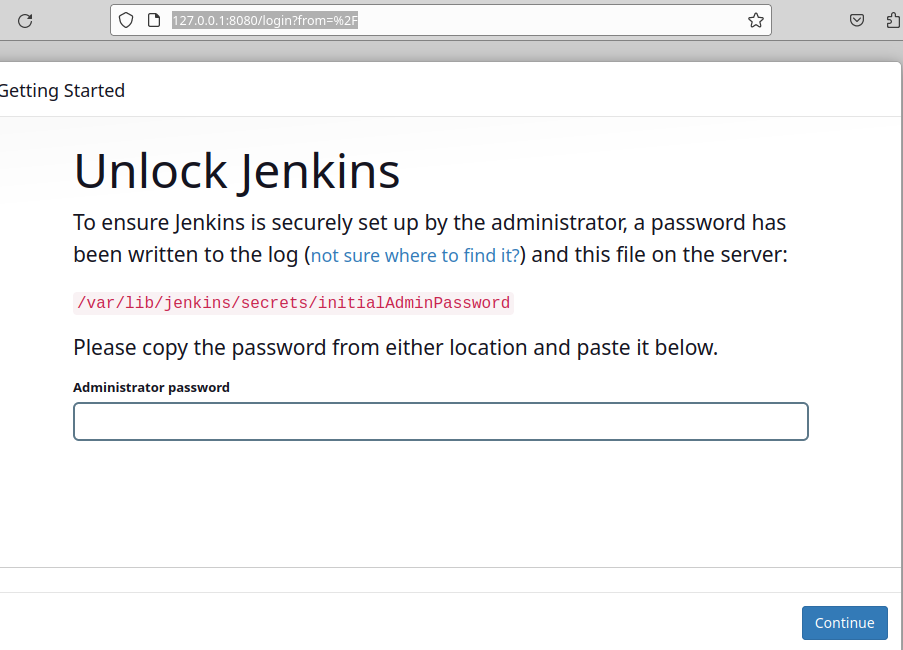 127.0.0.1:8080/login?from=%2F
Getting Started
Unlock Jenkins
To ensure Jenkins is securely set up by the administrator, a password has
been written to the log (not sure where to find it?) and this file on the server:
/var/lib/jenkins/secrets/initialAdminPassword
Please copy the password from either location and paste it below.
Administrator password
Continue